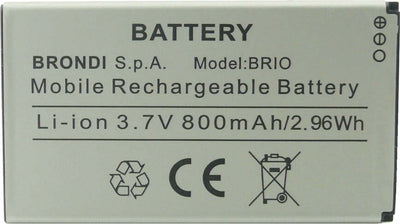 BATTERY
BRONDI S.p.A. Model:BRIO
Mobile Rechargeable Battery
Li-ion 3.7V 800mAh/2.96Wh
CE